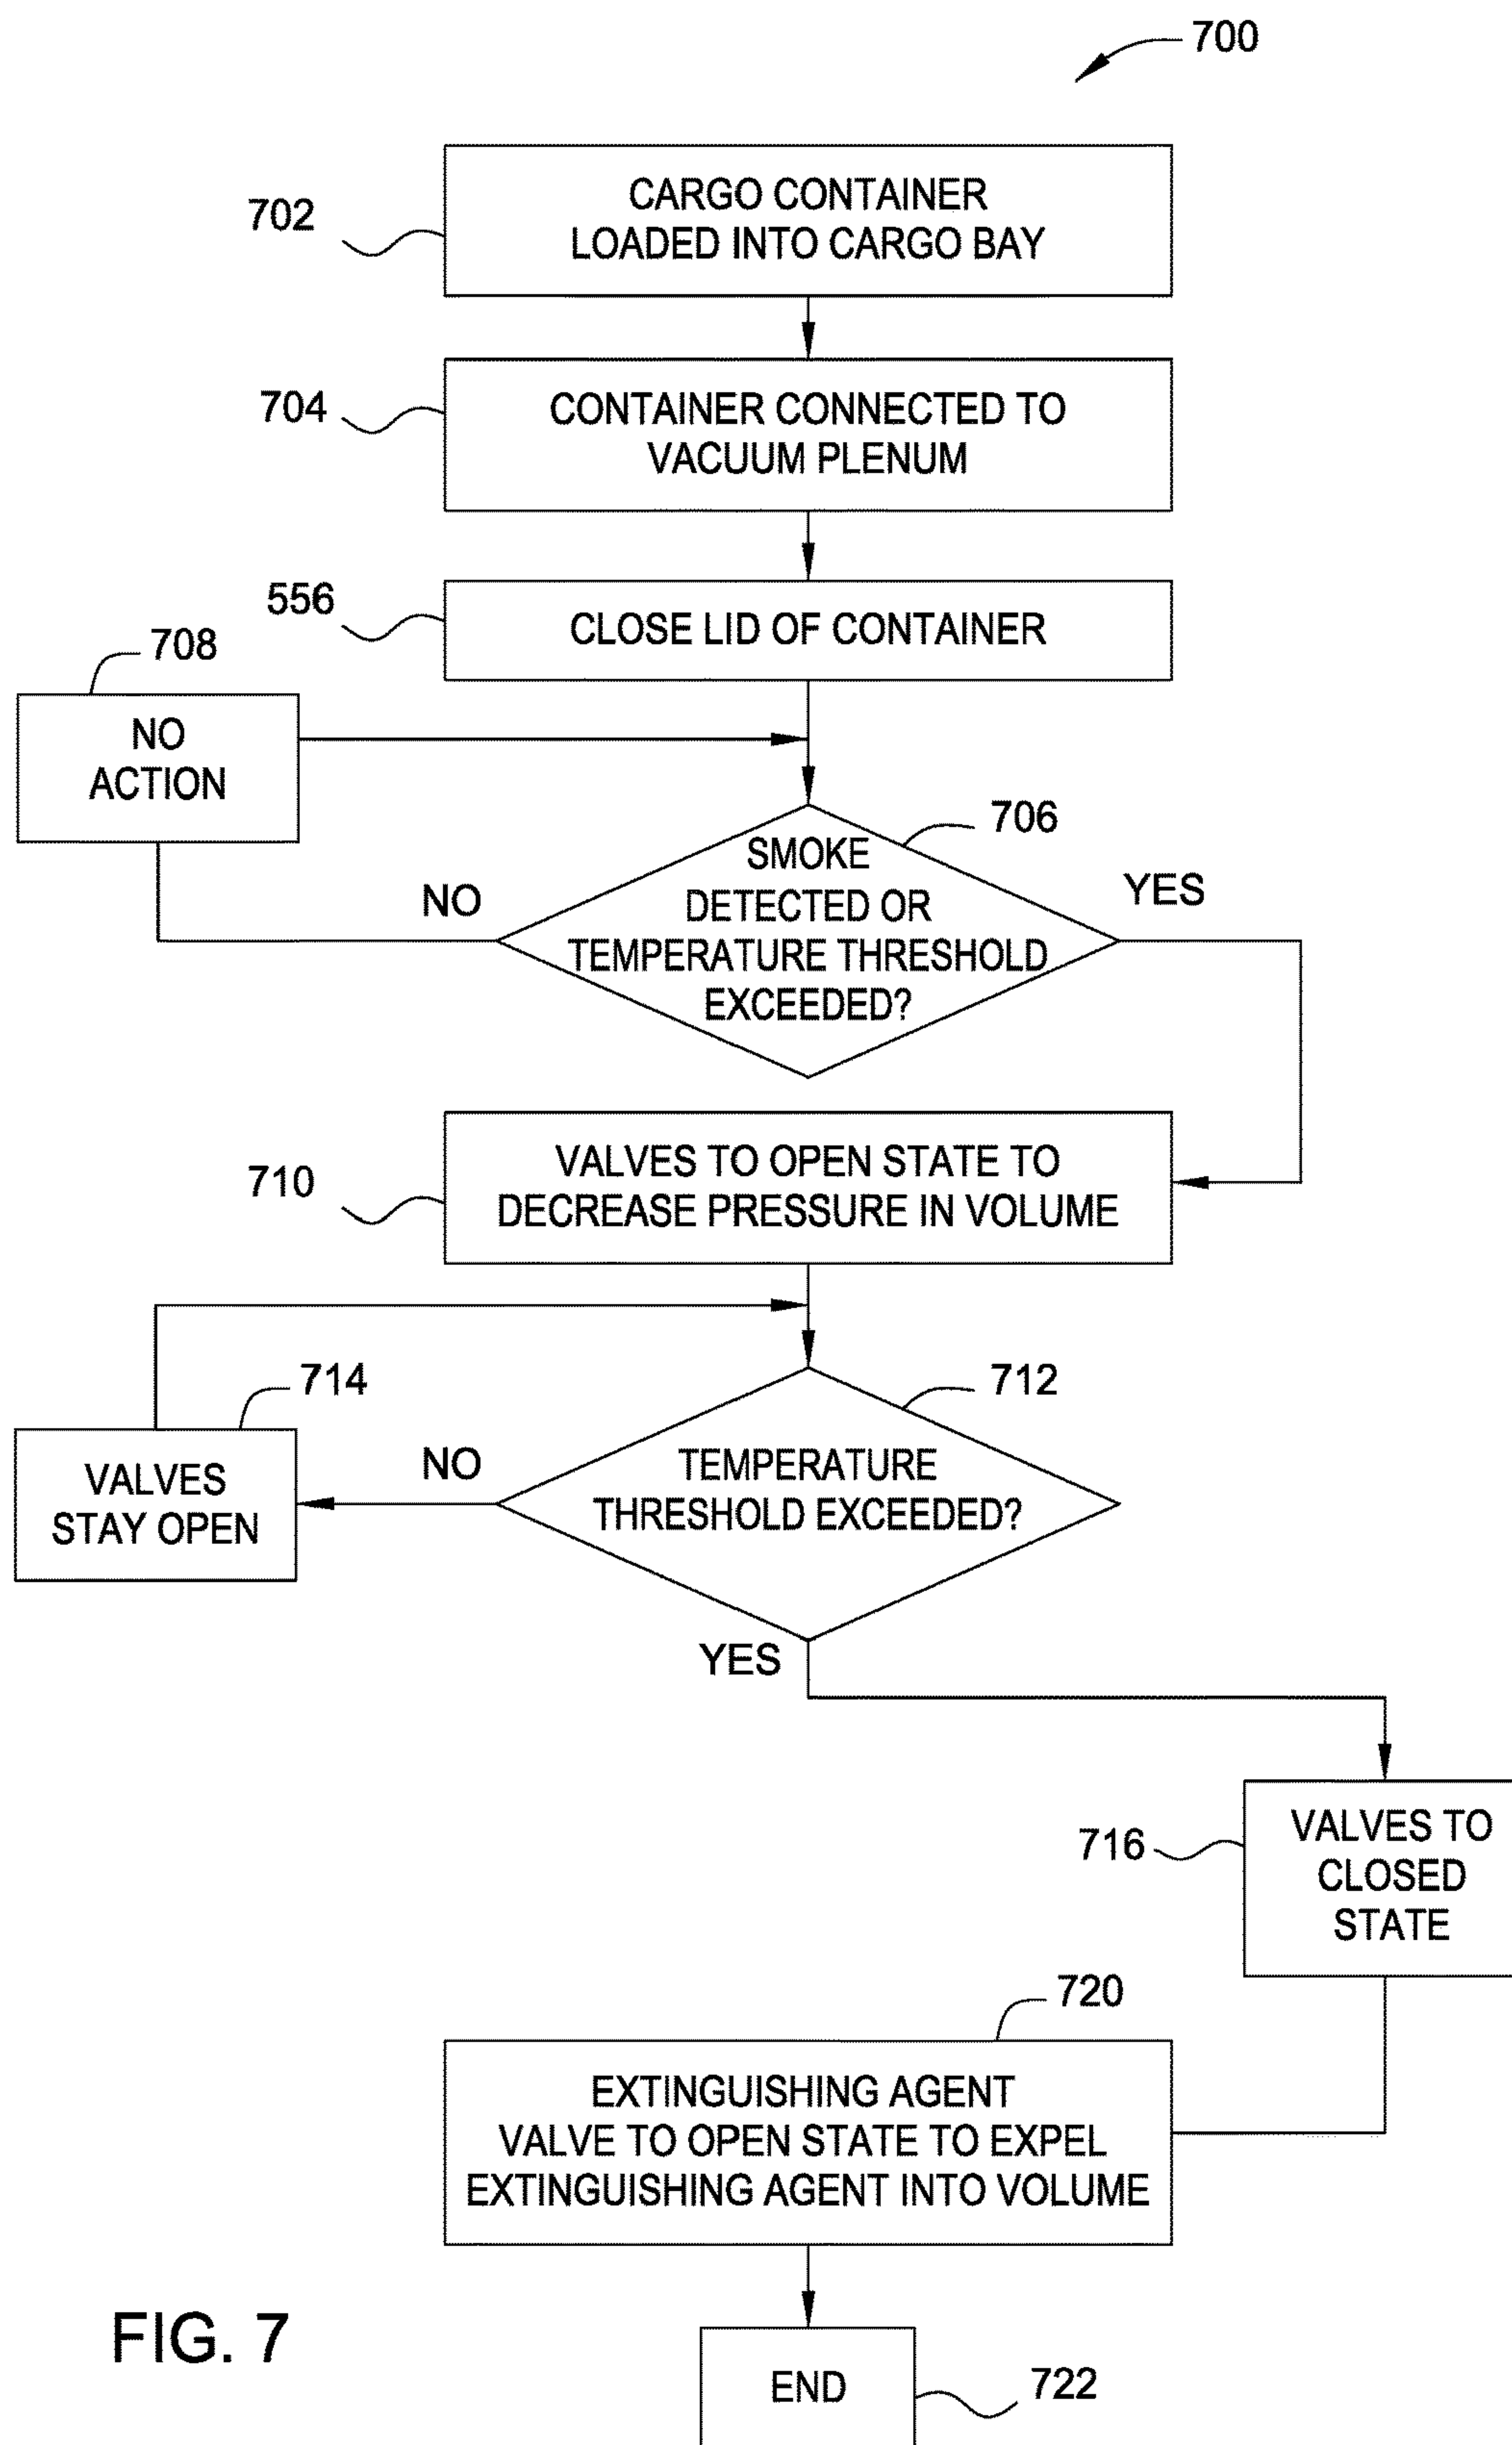 700
CARGO CONTAINER
LOADED INTO CARGO BAY
702
CONTAINER CONNECTED TO
VACUUM PLENUM
704
556
CLOSE LID OF CONTAINER
708
NO
ACTION
706
SMOKE
DETECTED OR
TEMPERATURE THRESHOLD
EXCEEDED?
NO
YES
710
VALVES TO OPEN STATE TO
DECREASE PRESSURE IN VOLUME
714
VALVES
STAY OPEN
NO
712
TEMPERATURE
THRESHOLD EXCEEDED?
YES
716
VALVES TO
CLOSED
STATE
720
EXTINGUISHING AGENT
VALVE TO OPEN STATE TO EXPEL
EXTINGUISHING AGENT INTO VOLUME
END
722
FIG. 7